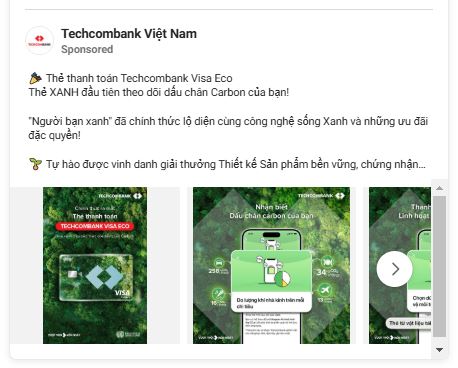 TECHCOMBANK
Techcombank Việt Nam
Sponsored
Thẻ thanh toán Techcombank Visa Eco
Thẻ XANH đầu tiên theo dõi dấu chân Carbon của bạn!
"Người bạn xanh" đã chính thức lộ diện cùng công nghệ sống Xanh và những ưu đãi
đặc quyền!
Tự hào được vinh danh giải thưởng Thiết kế Sản phẩm bền vững, chứng nhận...
TECHCOMBANK
Chính thức ra mắt
Thẻ thanh toán
TECHCOMBANK VISA ECO
VISA
TECHCOMBANK
Nhận biết
Dấu chân carbon của bạn
258
34
16
13
Đo lượng khí nhà kính trên mỗi
chi tiêu
Thanh
Linh hoạt
Chọn dù
và mỗi t
Thẻ từ vật liệu tá